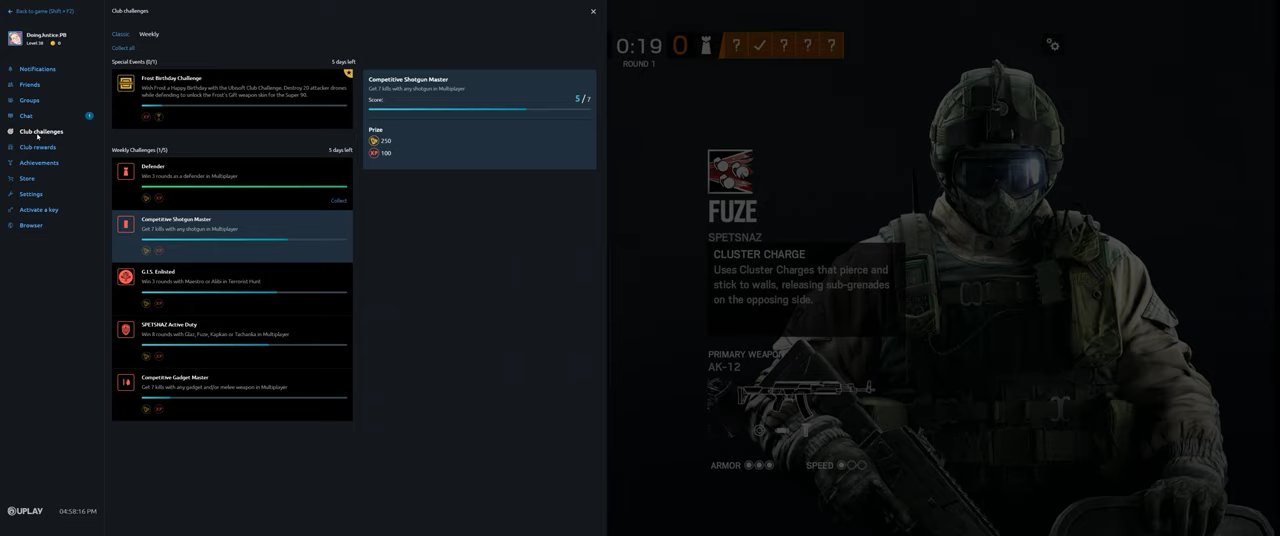 Back to game (Shift + F2)
DoingJustice.PB
Level 38
0
Notifications
Friends
Groups
Chat
1
Club challenges
Club rewards
Achievements
Store
Settings
Activate a key
Browser
UPLAY
04:58:16 PM
Club challenges
Classic
Weekly
Collect all
Special Events (0/1)
5 days left
Frost Birthday Challenge
Wish Frost a Happy Birthday with the Ubisoft Club Challenge. Destroy 20 attacker drones
while defending to unlock the Frost's Gift weapon skin for the Super 90.
XP
Weekly Challenges (1/5)
5 days left
Defender
Win 3 rounds as a defender in Multiplayer
XP
Collect
Competitive Shotgun Master
Get 7 kills with any shotgun in Multiplayer
XP
G.I.S. Enlisted
Win 3 rounds with Maestro or Alibi in Terrorist Hunt
XP
SPETSNAZ Active Duty
Win 8 rounds with Glaz, Fuze, Kapkan or Tachanka in Multiplayer
XP
Competitive Gadget Master
Get 7 kills with any gadget and/or melee weapon in Multiplayer
XP
Competitive Shotgun Master
Get 7 kills with any shotgun in Multiplayer
Score:
5 / 7
Prize
250
XP 100
0:19 0 ? ? ? ?
ROUND 1
FUZE
SPETSNAZ
CLUSTER CHARGE
Uses Cluster Charges that pierce and
stick to walls, releasing sub-grenades
on the opposing side.
PRIMARY WEAPON
AK-12
ARMOR
SPEED